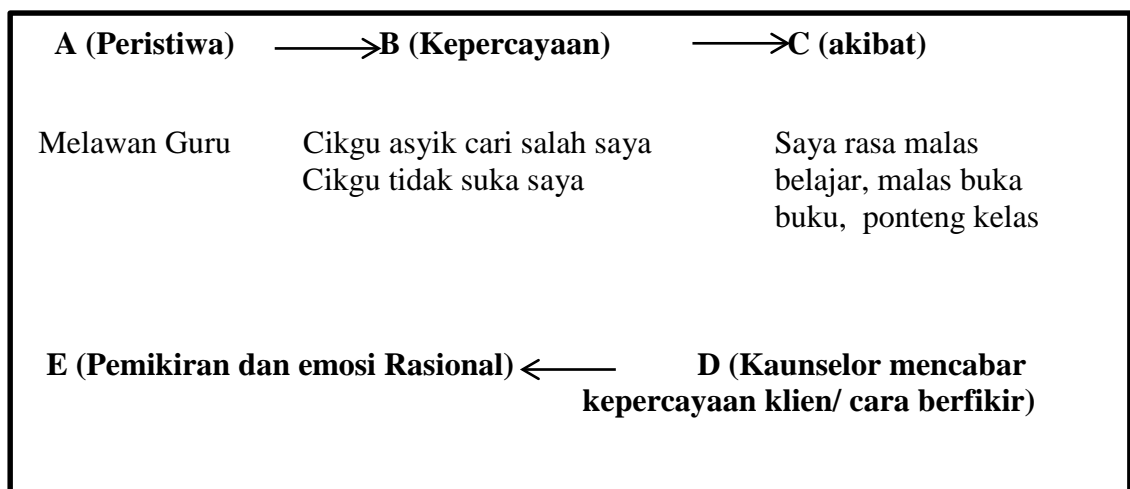 A (Peristiwa) B (Kepercayaan) C (akibat)
Melawan Guru Cikgu asyik cari salah saya Saya rasa malas
Cikgu tidak suka saya belajar, malas buka
buku, ponteng kelas
E (Pemikiran dan emosi Rasional) D (Kaunselor mencabar
kepercayaan klien/ cara berfikir)